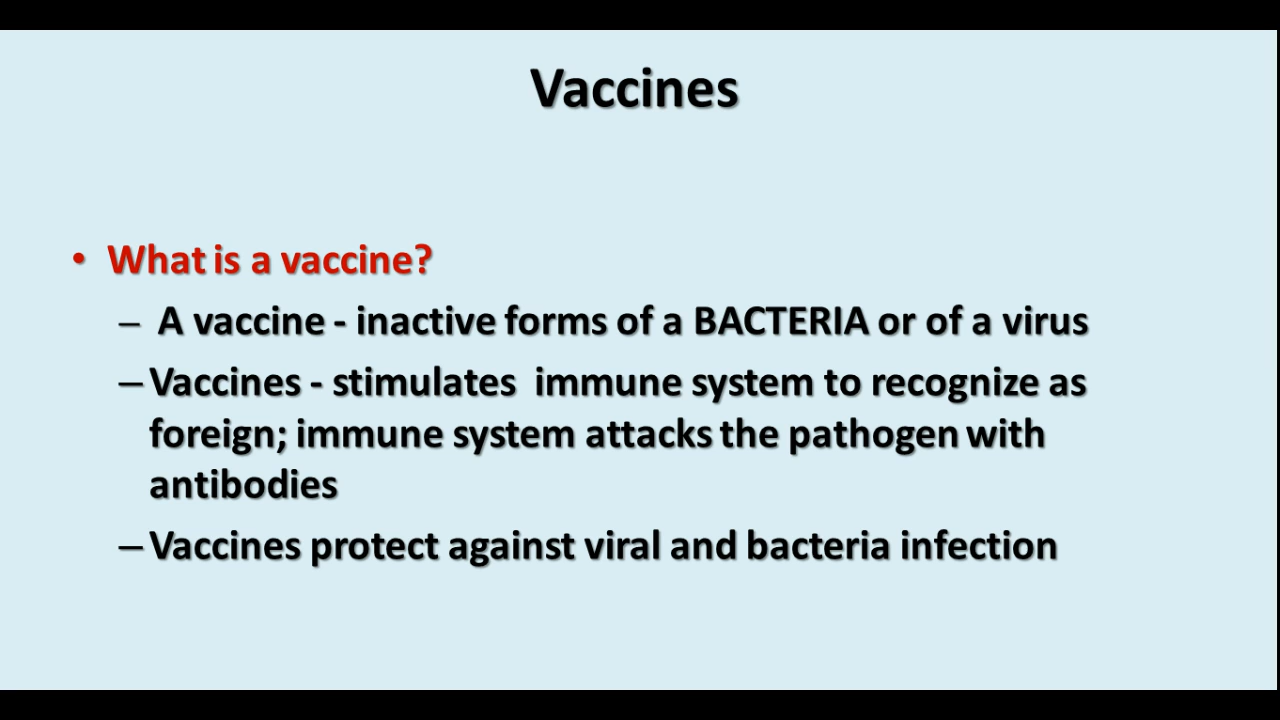 Vaccines
• What is a vaccine?
– A vaccine - inactive forms of a BACTERIA or of a virus
– Vaccines - stimulates immune system to recognize as
foreign; immune system attacks the pathogen with
antibodies
– Vaccines protect against viral and bacteria infection